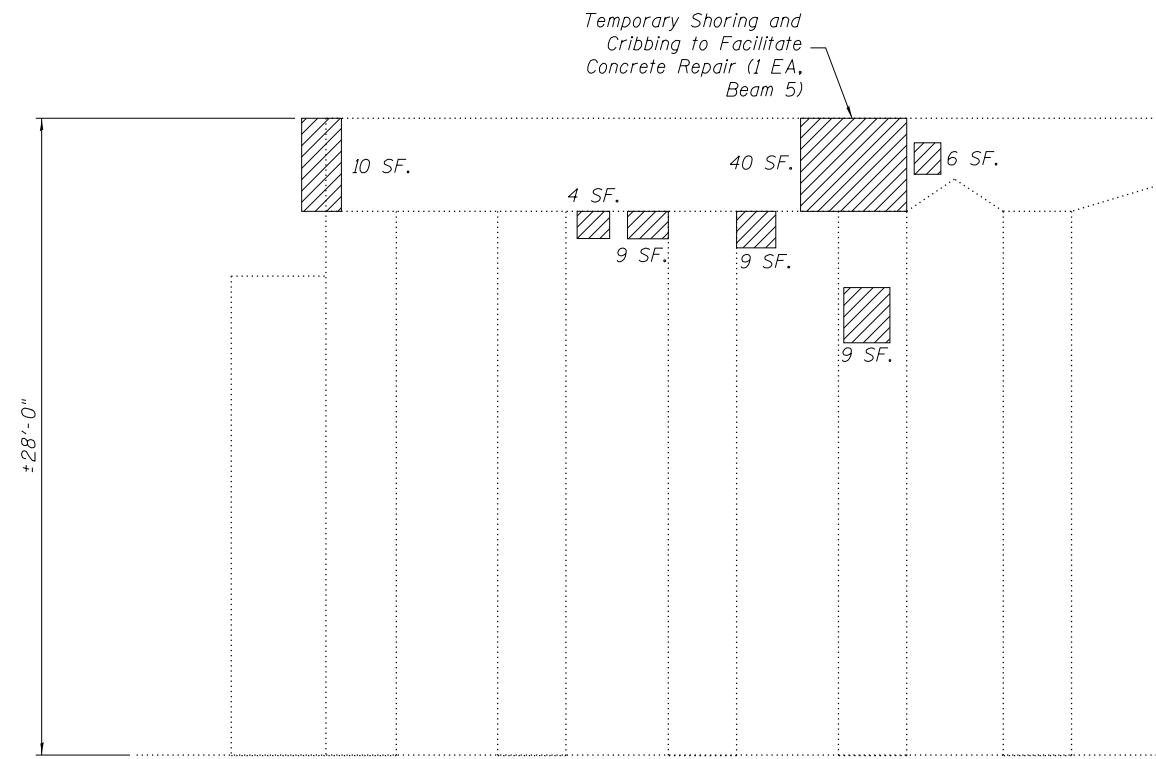 Temporary Shoring and
Cribbing to Facilitate
Concrete Repair (1 EA,
Beam 5)
10 SF.
40 SF.
6 SF.
4 SF.
9 SF.
9 SF.
9 SF.
±28'-0"